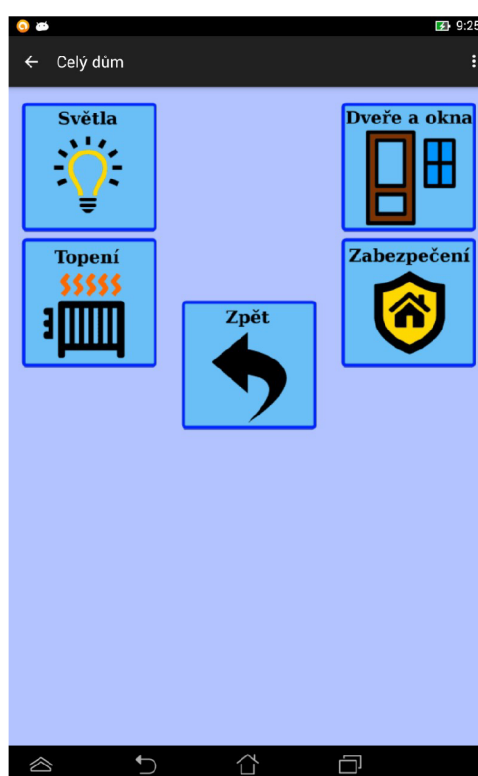 9:25
Celý dům
Světla
Dveře a okna
Topení
Zabezpečení
Zpět